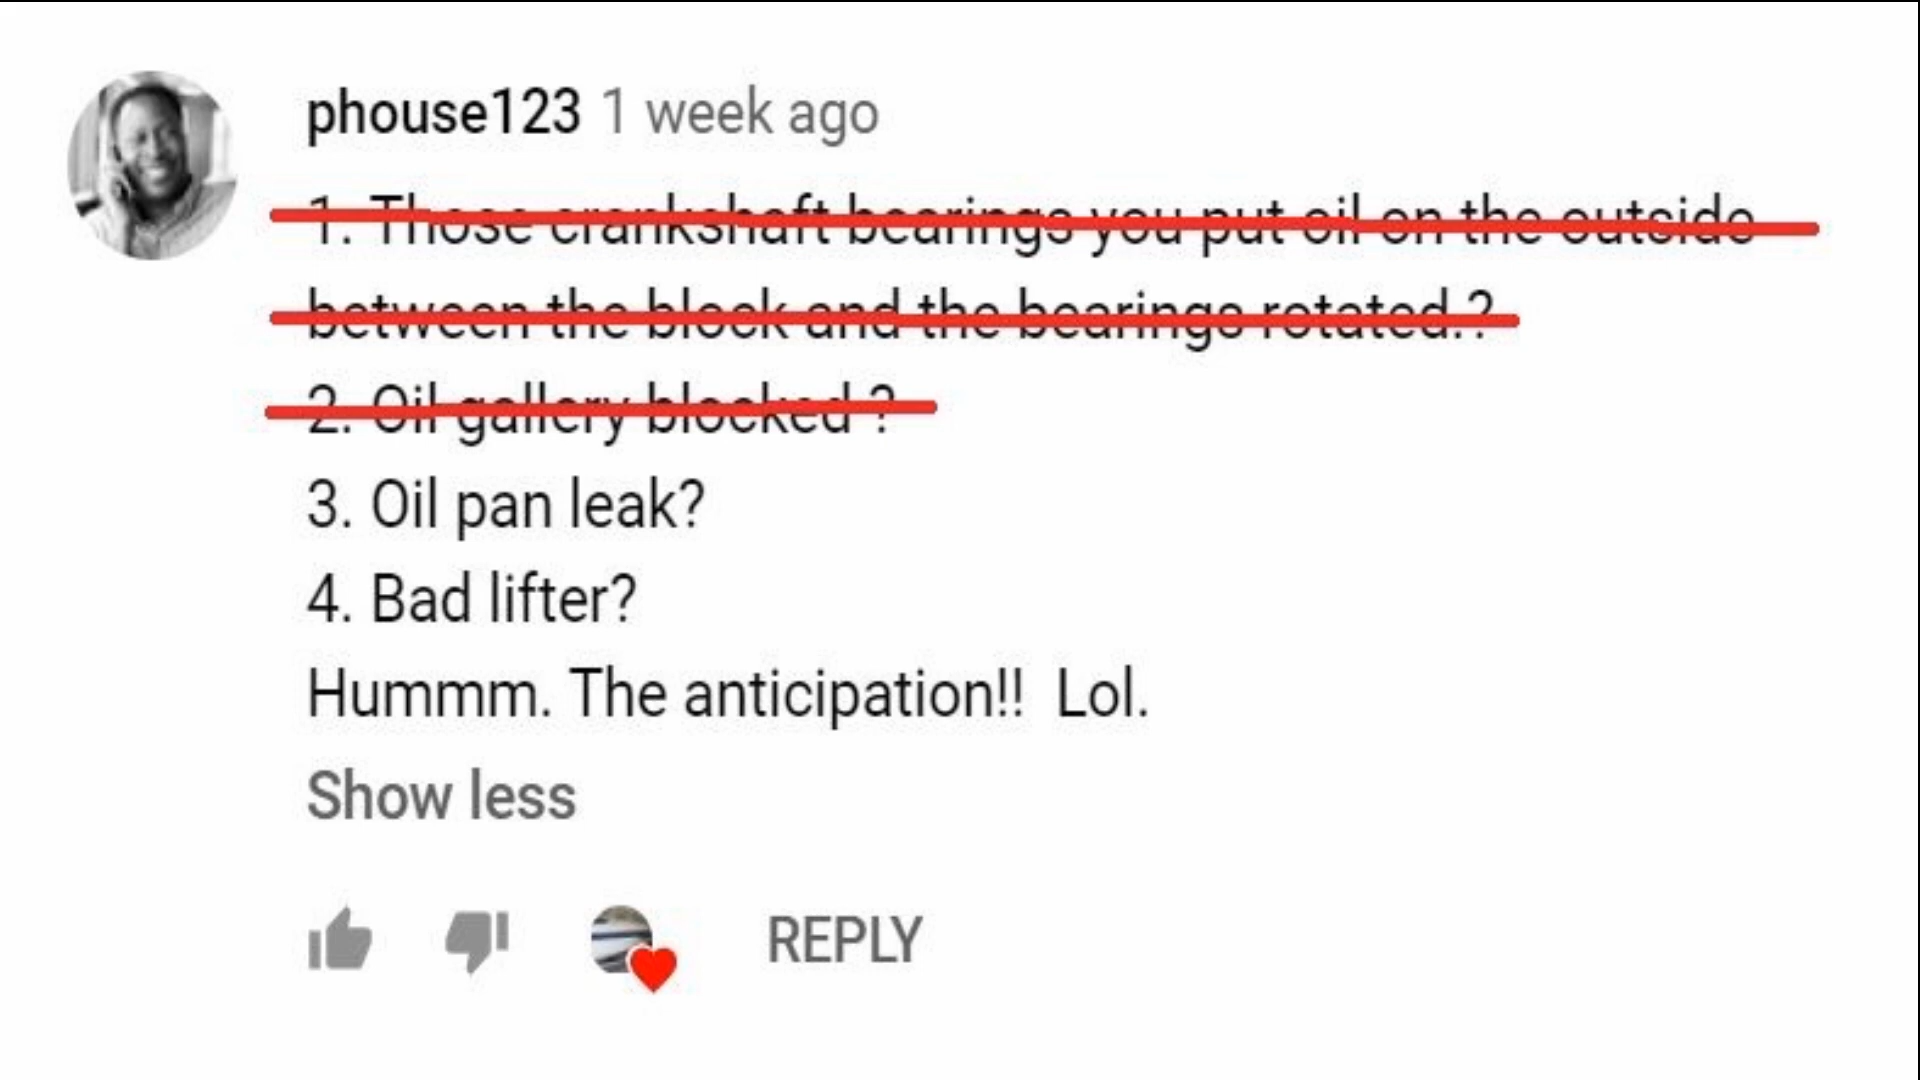 phouse123 1 week ago
1. Those crankshaft bearings you put oil on the outside
between the block and the bearings rotated.?
2. Oil gallery blocked ?
3. Oil pan leak?
4. Bad lifter?
Hummm. The anticipation!!  Lol.
Show less
REPLY